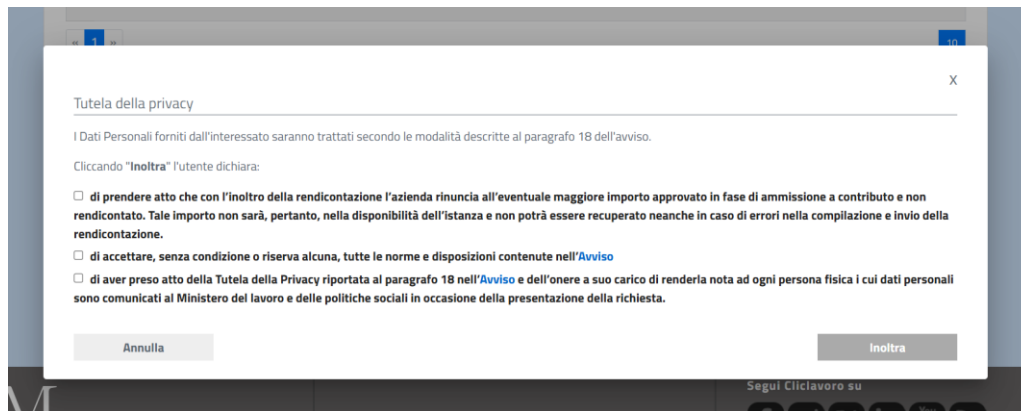 « 1 »
10
X
Tutela della privacy
I Dati Personali forniti dall'interessato saranno trattati secondo le modalità descritte al paragrafo 18 dell'avviso.
Cliccando "Inoltra" l'utente dichiara:
di prendere atto che con l'inoltro della rendicontazione l'azienda rinuncia all'eventuale maggiore importo approvato in fase di ammissione a contributo e non
rendicontato. Tale importo non sarà, pertanto, nella disponibilità dell'istanza e non potrà essere recuperato neanche in caso di errori nella compilazione e invio della
rendicontazione.
di accettare, senza condizione o riserva alcuna, tutte le norme e disposizioni contenute nell'Avviso
di aver preso atto della Tutela della Privacy riportata al paragrafo 18 nell'Avviso e dell'onere a suo carico di renderla nota ad ogni persona fisica i cui dati personali
sono comunicati al Ministero del lavoro e delle politiche sociali in occasione della presentazione della richiesta.
Annulla
Inoltra
Segui Cliclavoro su